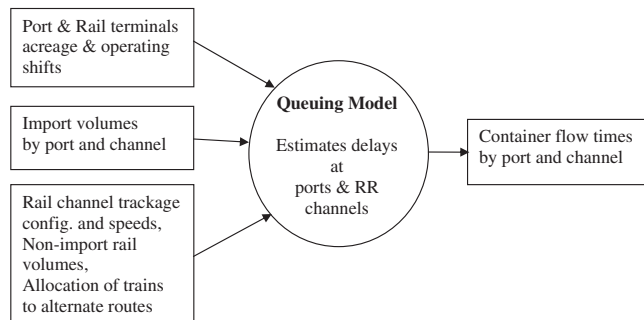 Port & Rail terminals
acreage & operating
shifts
Import volumes
by port and channel
Rail channel trackage
config. and speeds,
Non-import rail
volumes,
Allocation of trains
to alternate routes
Queuing Model
Estimates delays
at
ports & RR
channels
Container flow times
by port and channel